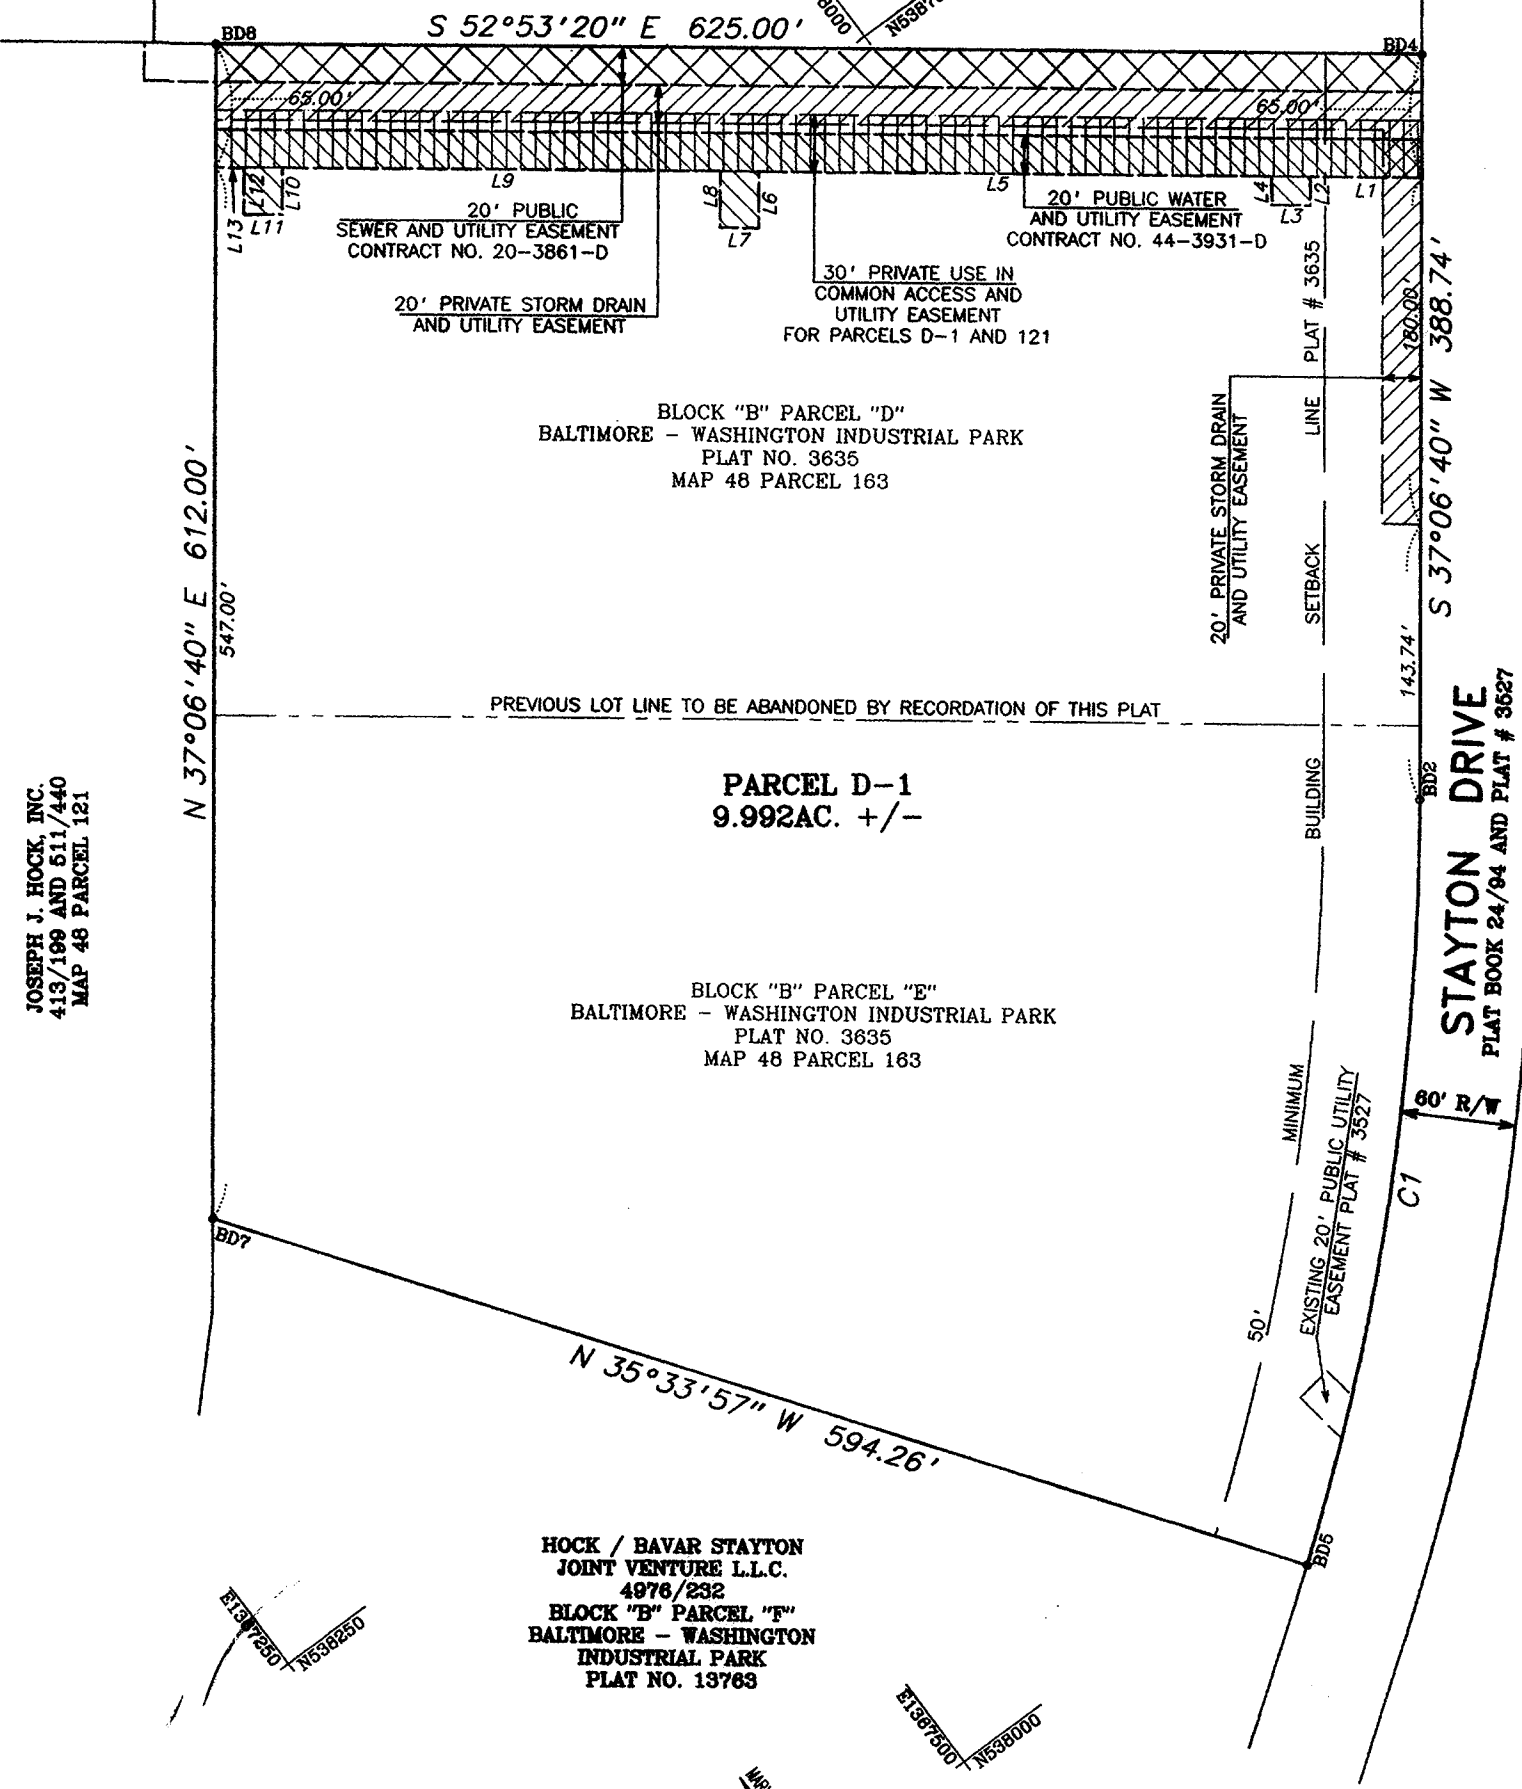 S 52°53'20" E 625.00'
BD8
BD4
65.00'
65.00'
L13
L12
L11
L10
L9
L8
L7
L6
L5
L4
L3
L2
L1
20' PUBLIC
SEWER AND UTILITY EASEMENT
CONTRACT NO. 20-3861-D
20' PRIVATE STORM DRAIN
AND UTILITY EASEMENT
30' PRIVATE USE IN
COMMON ACCESS AND
UTILITY EASEMENT
FOR PARCELS D-1 AND 121
20' PUBLIC WATER
AND UTILITY EASEMENT
CONTRACT NO. 44-3931-D
BLOCK "B" PARCEL "D"
BALTIMORE - WASHINGTON INDUSTRIAL PARK
PLAT NO. 3635
MAP 48 PARCEL 163
20' PRIVATE STORM DRAIN
AND UTILITY EASEMENT
50' MINIMUM BUILDING SETBACK LINE PLAT # 3635
180.00'
S 37°06'40" W 388.74'
143.74'
BD2
N 37°06'40" E 612.00'
547.00'
PREVIOUS LOT LINE TO BE ABANDONED BY RECORDATION OF THIS PLAT
PARCEL D-1
9.992AC. +/-
JOSEPH J. HOCK, INC.
413/199 AND 511/440
MAP 48 PARCEL 121
STAYTON DRIVE
PLAT BOOK 24/94 AND PLAT # 3527
BLOCK "B" PARCEL "E"
BALTIMORE - WASHINGTON INDUSTRIAL PARK
PLAT NO. 3635
MAP 48 PARCEL 163
60' R/W
C1
EXISTING 20' PUBLIC UTILITY
EASEMENT PLAT # 3527
BD7
N 35°33'57" W 594.26'
BD5
HOCK / BAVAR STAYTON
JOINT VENTURE L.L.C.
4976/232
BLOCK "B" PARCEL "F"
BALTIMORE - WASHINGTON
INDUSTRIAL PARK
PLAT NO. 13763
E1367250
N538250
E1367500
N538000